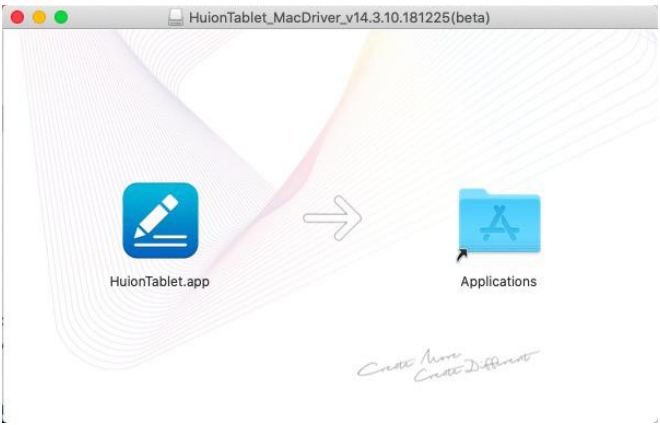 HuionTablet_MacDriver_v14.3.10.181225(beta)
HuionTablet.app
Applications
Create More
Create Different